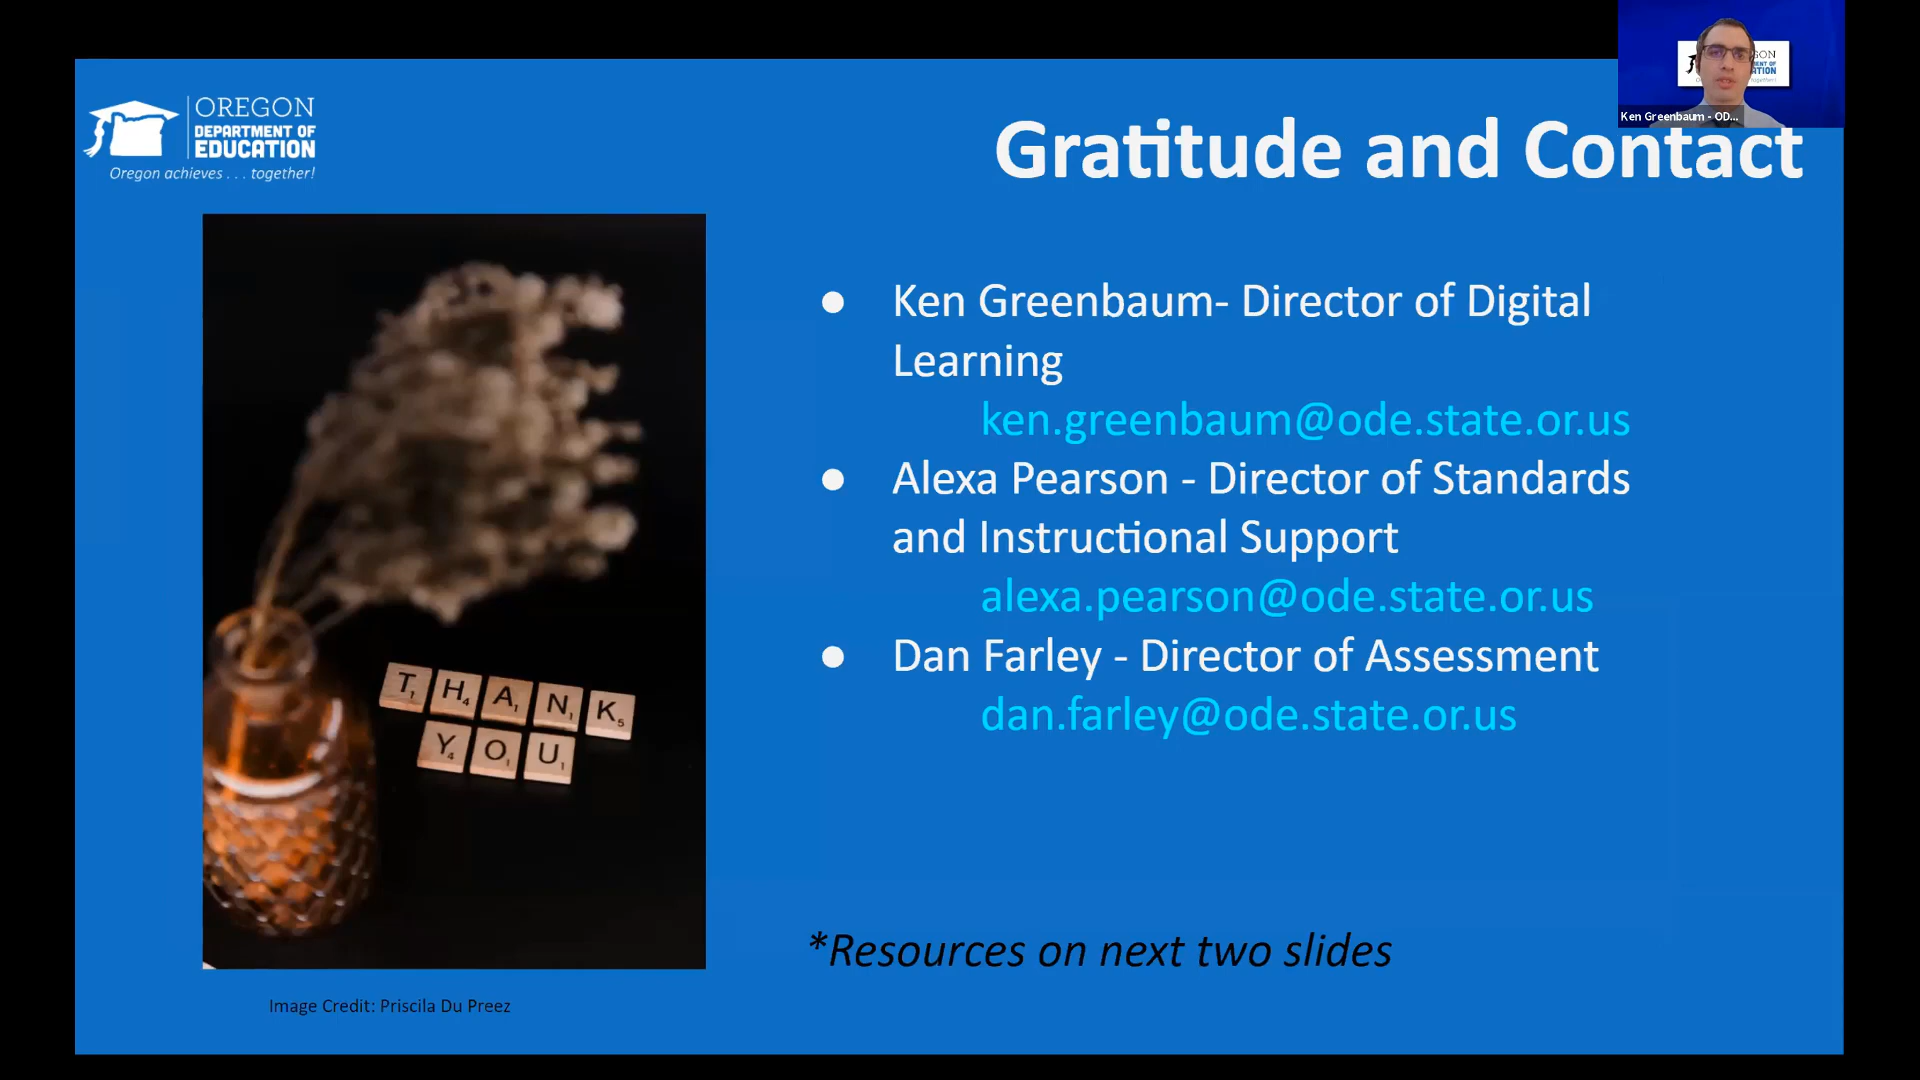 OREGON
DEPARTMENT OF
EDUCATION
Oregon achieves . . . together!
Ken Greenbaum - OD...
Gratitude and Contact
● Ken Greenbaum- Director of Digital
Learning
ken.greenbaum@ode.state.or.us
● Alexa Pearson - Director of Standards
and Instructional Support
alexa.pearson@ode.state.or.us
● Dan Farley - Director of Assessment
dan.farley@ode.state.or.us
THANK
YOU
*Resources on next two slides
Image Credit: Priscila Du Preez